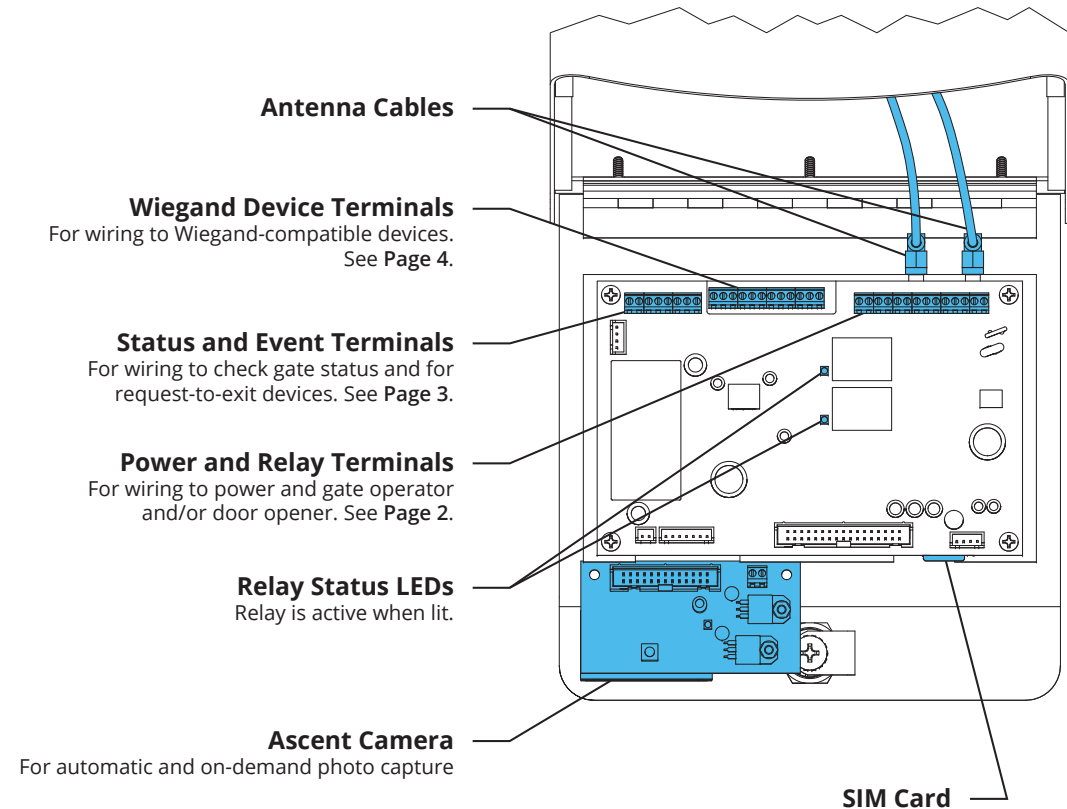 Antenna Cables
Wiegand Device Terminals
For wiring to Wiegand-compatible devices.
See Page 4.
Status and Event Terminals
For wiring to check gate status and for
request-to-exit devices. See Page 3.
Power and Relay Terminals
For wiring to power and gate operator
and/or door opener. See Page 2.
Relay Status LEDs
Relay is active when lit.
Ascent Camera
For automatic and on-demand photo capture
SIM Card